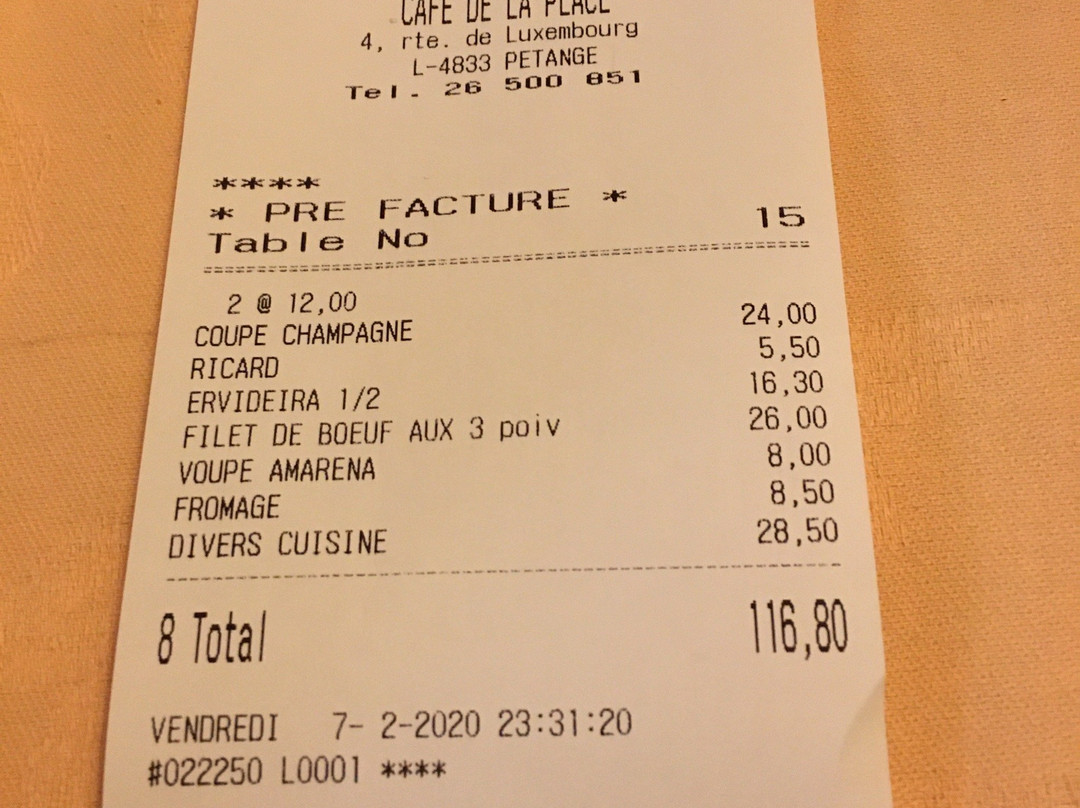 CAFE DE LA PLACE
4, rte. de Luxembourg
L-4833 PETANGE
Tel. 26 500 851
****
* PRE FACTURE *
Table No 15
2 @ 12,00
COUPE CHAMPAGNE 24,00
RICARD 5,50
ERVIDEIRA 1/2 16,30
FILET DE BOEUF AUX 3 poiv 26,00
VOUPE AMARENA 8,00
FROMAGE 8,50
DIVERS CUISINE 28,50
8 Total 116,80
VENDREDI 7- 2-2020 23:31:20
#022250 L0001 ****